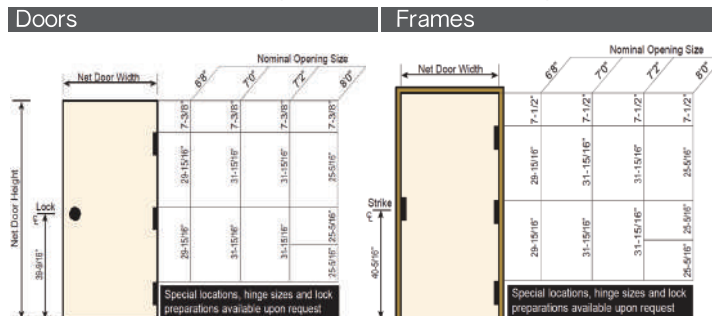 Doors
Frames
Nominal Opening Size
Net Door Width
6'8"
7'0"
7'2"
8'0"
7-3/8"
7-3/8"
7-3/8"
7-3/8"
29-15/16"
31-15/16"
31-15/16"
25-5/16"
Net Door Height
Lock
29-15/16"
31-15/16"
31-15/16"
25-5/16"
25-5/16"
Special locations, hinge sizes and lock
preparations available upon request
Nominal Opening Size
Net Door Width
6'8"
7'0"
7'2"
8'0"
7-1/2"
7-1/2"
7-1/2"
7-1/2"
29-15/16"
31-15/16"
31-15/16"
25-5/16"
Strike
40-5/16"
29-15/16"
31-15/16"
31-15/16"
25-5/16"
25-5/16"
Special locations, hinge sizes and lock
preparations available upon request